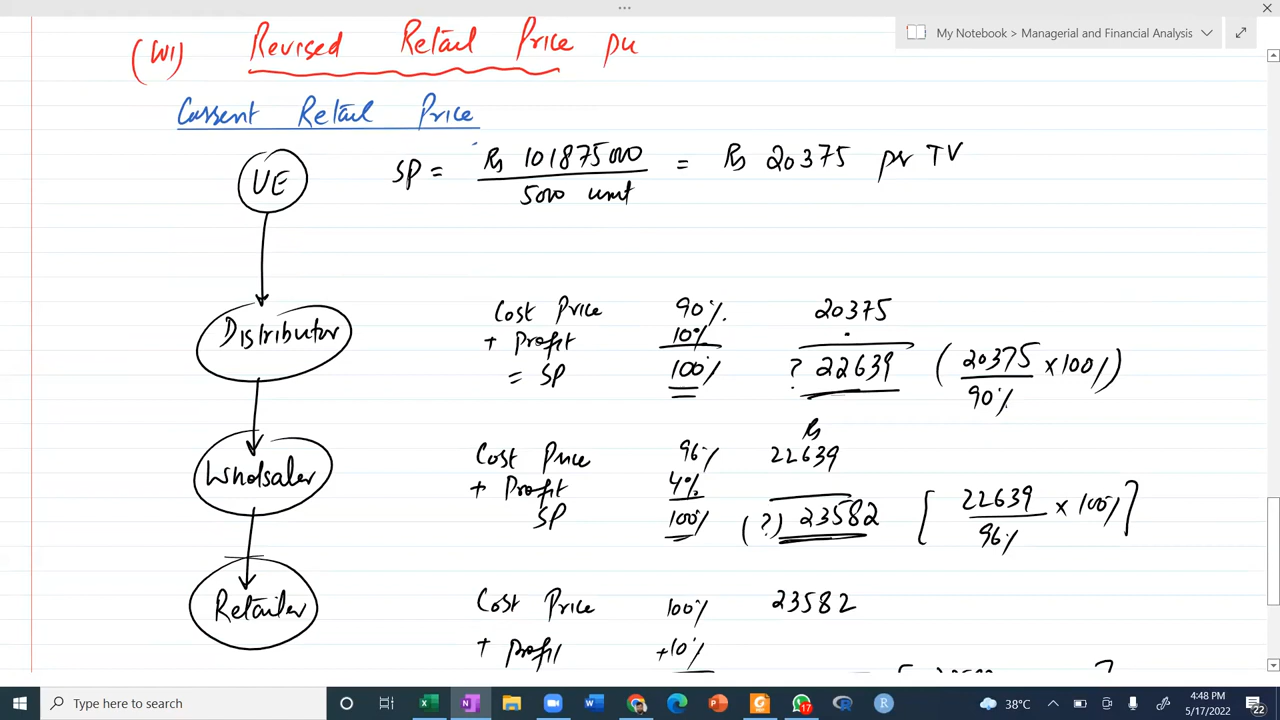 My Notebook > Managerial and Financial Analysis
(W1) Revised Retail Price pu
Current Retail Price
UE
SP = Rs 101875000 / 5000 unit = Rs 20375 per TV
Distributor
Cost Price 90% 20375
+ Profit 10%
= SP 100% ? 22639 ( 20375 / 90% × 100% )
Rs
Wholsaler
Cost Price 96% 22639
+ Profit 4%
SP 100% (?) 23582 [ 22639 / 96% × 100% ]
Retailer
Cost Price 100% 23582
+ Profit +10%
Type here to search
17
38°C
4:48 PM
5/17/2022
22